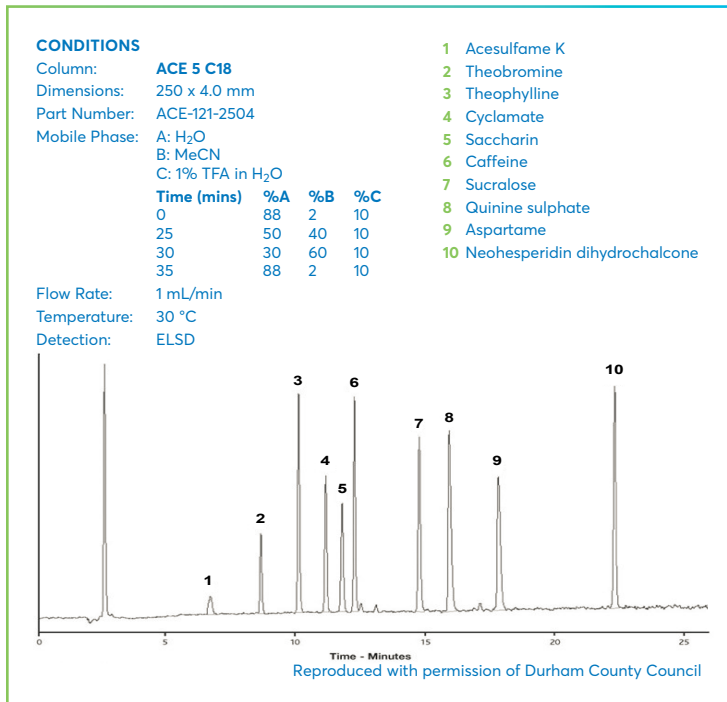 CONDITIONS
Column: ACE 5 C18
Dimensions: 250 x 4.0 mm
Part Number: ACE-121-2504
Mobile Phase: A: H₂O
B: MeCN
C: 1% TFA in H₂O
Time (mins) %A %B %C
0 88 2 10
25 50 40 10
30 30 60 10
35 88 2 10
Flow Rate: 1 mL/min
Temperature: 30 °C
Detection: ELSD
1 Acesulfame K
2 Theobromine
3 Theophylline
4 Cyclamate
5 Saccharin
6 Caffeine
7 Sucralose
8 Quinine sulphate
9 Aspartame
10 Neohesperidin dihydrochalcone
1
2
3
4
5
6
7
8
9
10
0 5 10 15 20 25
Time - Minutes
Reproduced with permission of Durham County Council